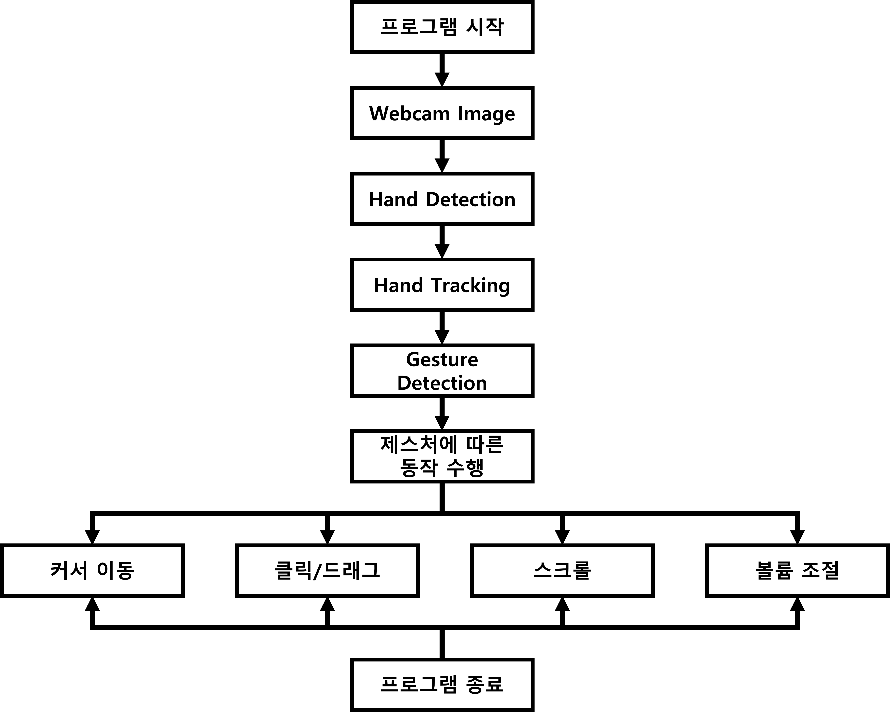 프로그램 시작
Webcam Image
Hand Detection
Hand Tracking
Gesture
Detection
제스처에 따른
동작 수행
커서 이동
클릭/드래그
스크롤
볼륨 조절
프로그램 종료